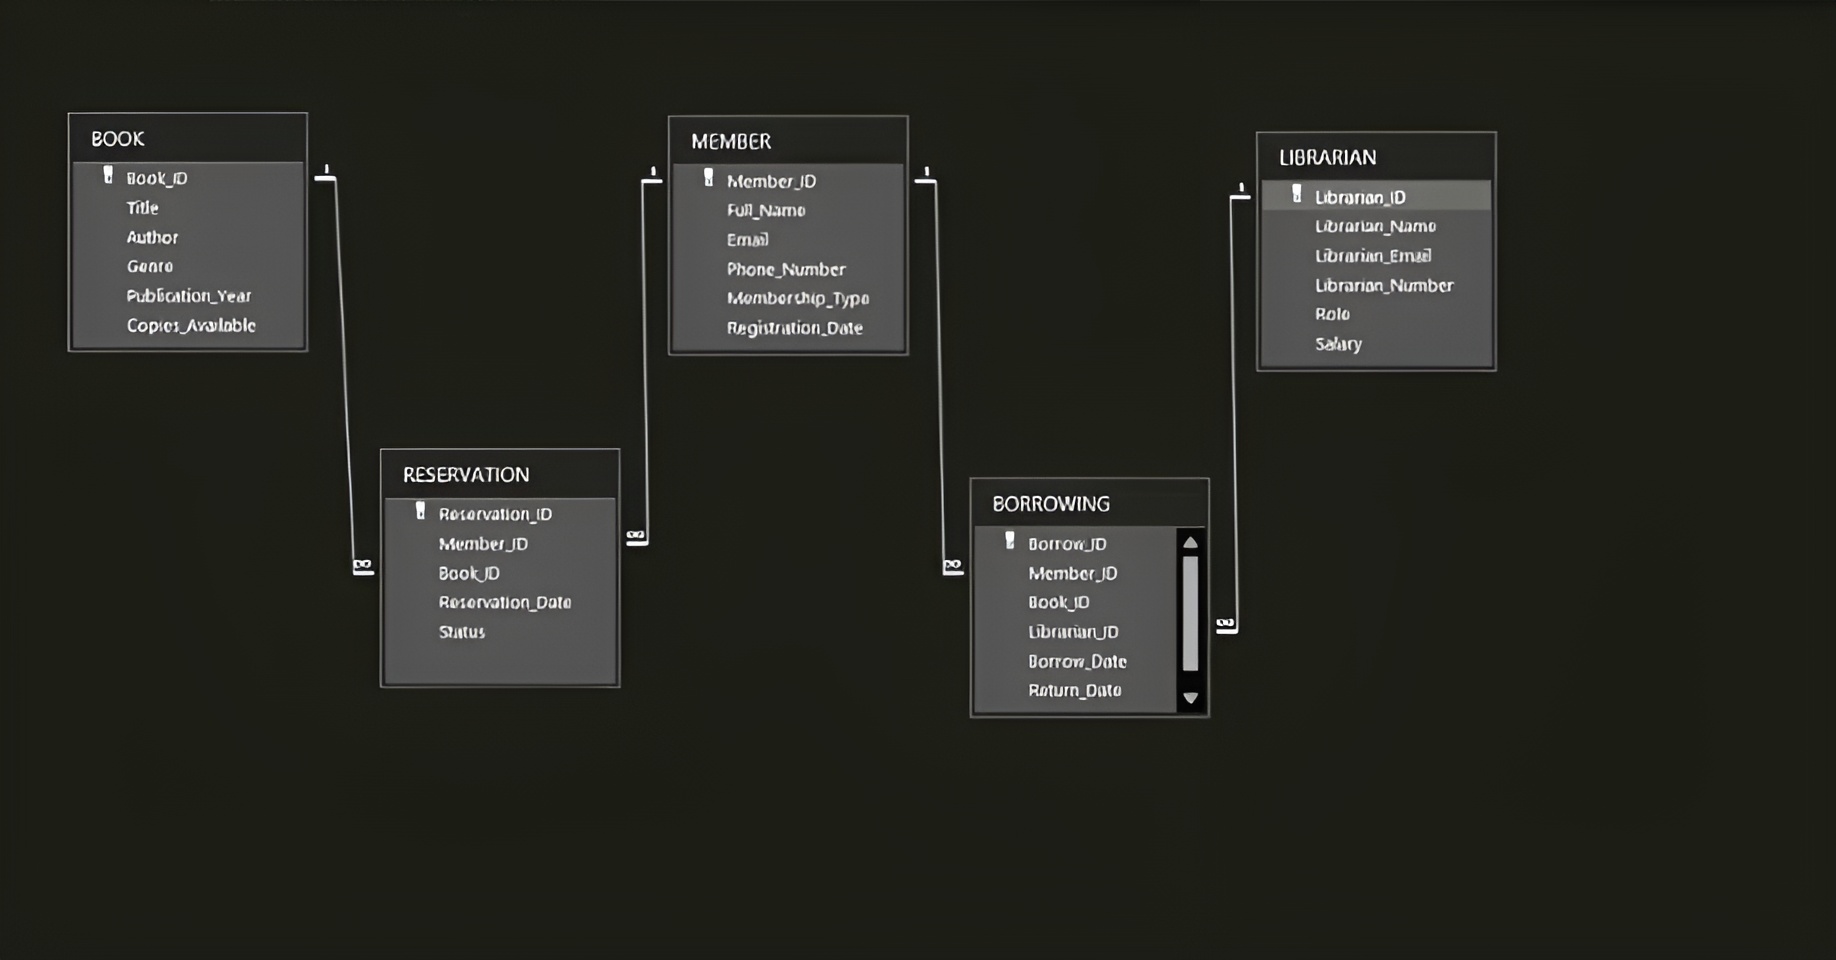 BOOK
Book_ID
Title
Author
Genre
Publication_Year
Copies_Available
MEMBER
Member_ID
Full_Name
Email
Phone_Number
Membership_Type
Registration_Date
LIBRARIAN
Librarian_ID
Librarian_Name
Librarian_Email
Librarian_Number
Role
Salary
RESERVATION
Reservation_ID
Member_ID
Book_ID
Reservation_Date
Status
BORROWING
Borrow_ID
Member_ID
Book_ID
Librarian_ID
Borrow_Date
Return_Date
1
∞
1
∞
1
∞
1
∞